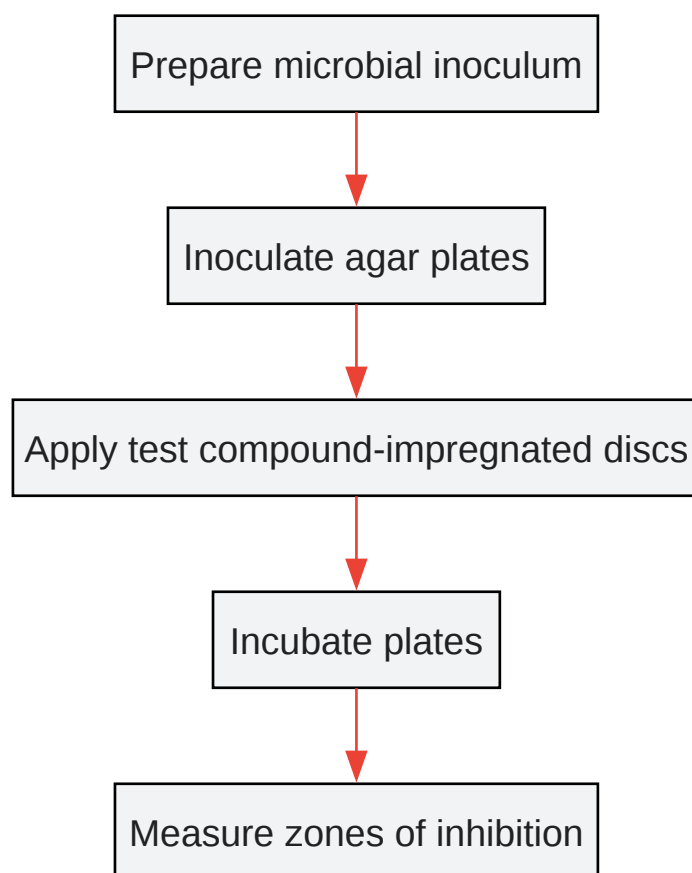 Prepare microbial inoculum
Inoculate agar plates
Apply test compound-impregnated discs
Incubate plates
Measure zones of inhibition